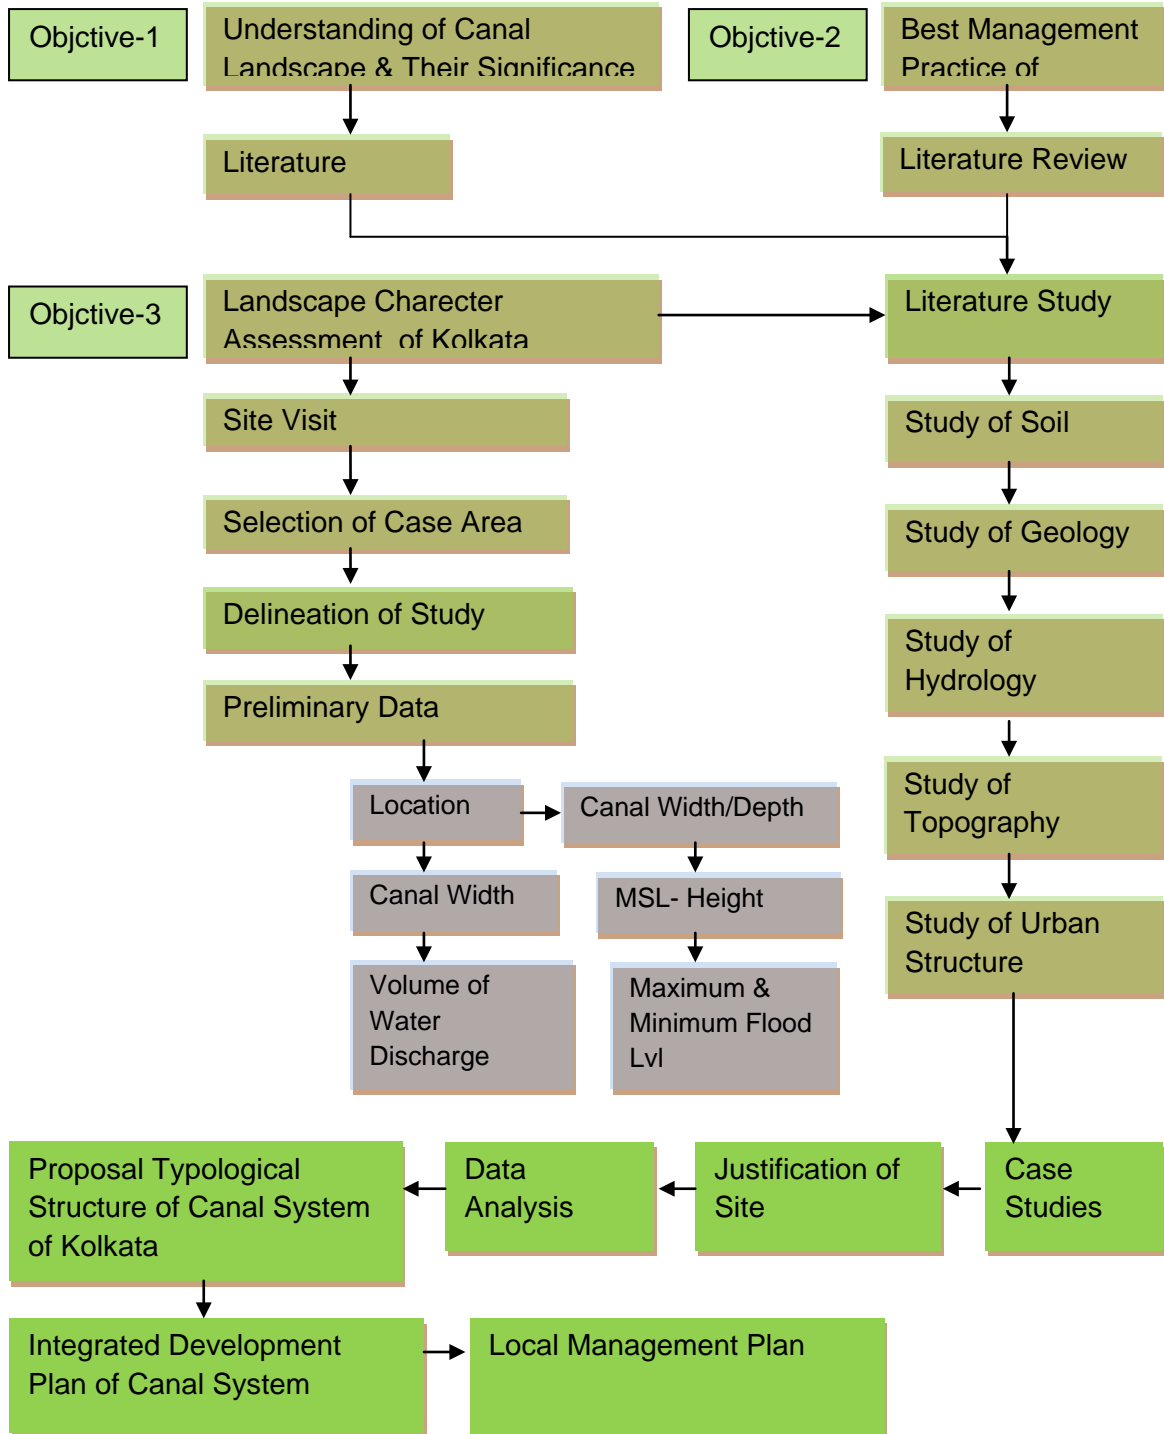 Objctive-1
Understanding of Canal
Landscape & Their Significance
Objctive-2
Best Management
Practice of
Literature
Literature Review
Objctive-3
Landscape Charecter
Assessment of Kolkata
Literature Study
Site Visit
Study of Soil
Selection of Case Area
Study of Geology
Delineation of Study
Study of
Hydrology
Preliminary Data
Location
Canal Width/Depth
Study of
Topography
Canal Width
MSL- Height
Study of Urban
Structure
Volume of
Water
Discharge
Maximum &
Minimum Flood
Lvl
Proposal Typological
Structure of Canal System
of Kolkata
Data
Analysis
Justification of
Site
Case
Studies
Integrated Development
Plan of Canal System
Local Management Plan